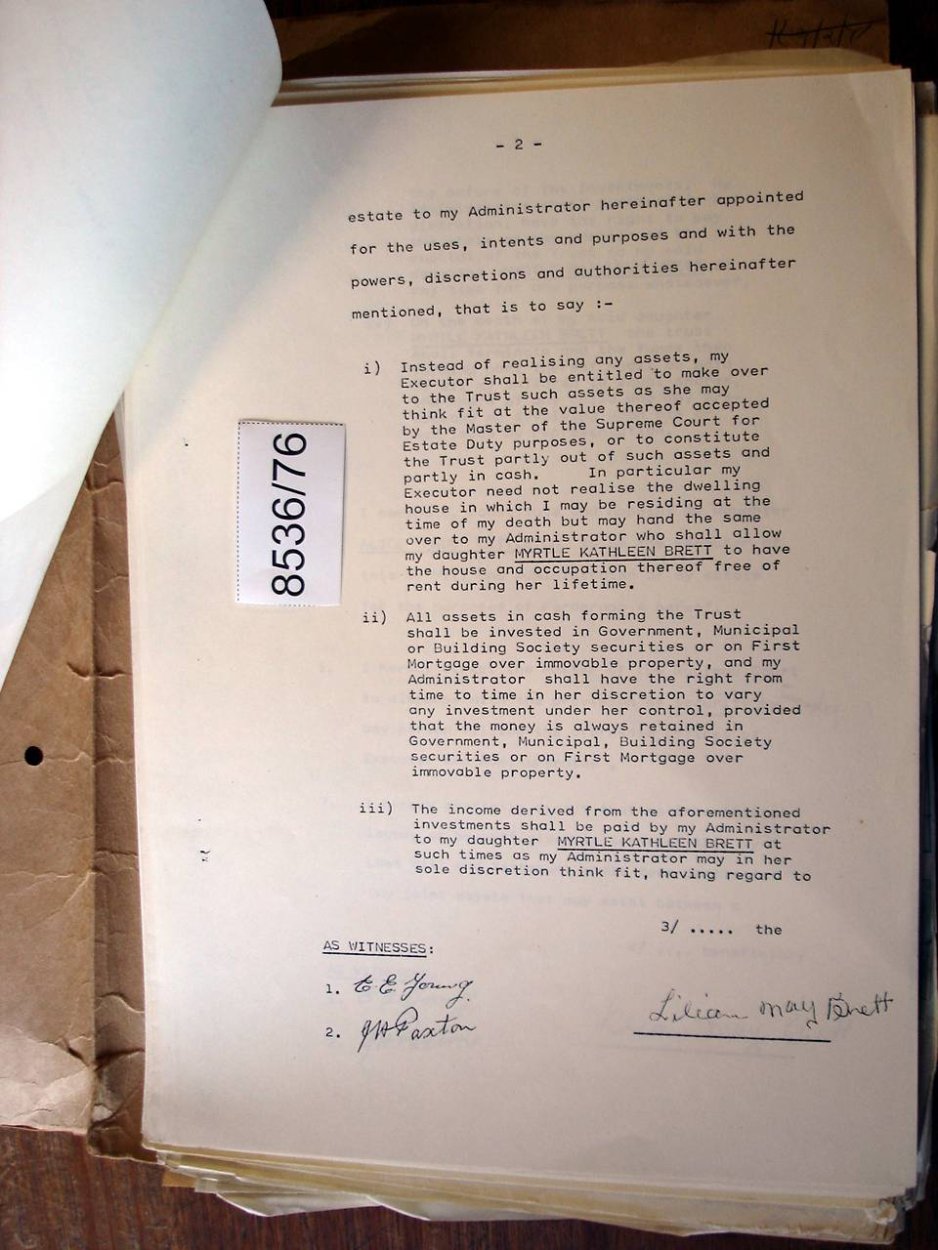 - 2 -
estate to my Administrator hereinafter appointed
for the uses, intents and purposes and with the
powers, discretions and authorities hereinafter
mentioned, that is to say :-
i) Instead of realising any assets, my
Executor shall be entitled to make over
to the Trust such assets as she may
think fit at the value thereof accepted
by the Master of the Supreme Court for
Estate Duty purposes, or to constitute
the Trust partly out of such assets and
partly in cash. In particular my
Executor need not realise the dwelling
house in which I may be residing at the
time of my death but may hand the same
over to my Administrator who shall allow
my daughter MYRTLE KATHLEEN BRETT to have
the house and occupation thereof free of
rent during her lifetime.
8536/76
ii) All assets in cash forming the Trust
shall be invested in Government, Municipal
or Building Society securities or on First
Mortgage over immovable property, and my
Administrator shall have the right from
time to time in her discretion to vary
any investment under her control, provided
that the money is always retained in
Government, Municipal, Building Society
securities or on First Mortgage over
immovable property.
iii) The income derived from the aforementioned
investments shall be paid by my Administrator
to my daughter MYRTLE KATHLEEN BRETT at
such times as my Administrator may in her
sole discretion think fit, having regard to
3/ ..... the
AS WITNESSES:
1. E E Young
2. JH Paxton
Lilian May Brett